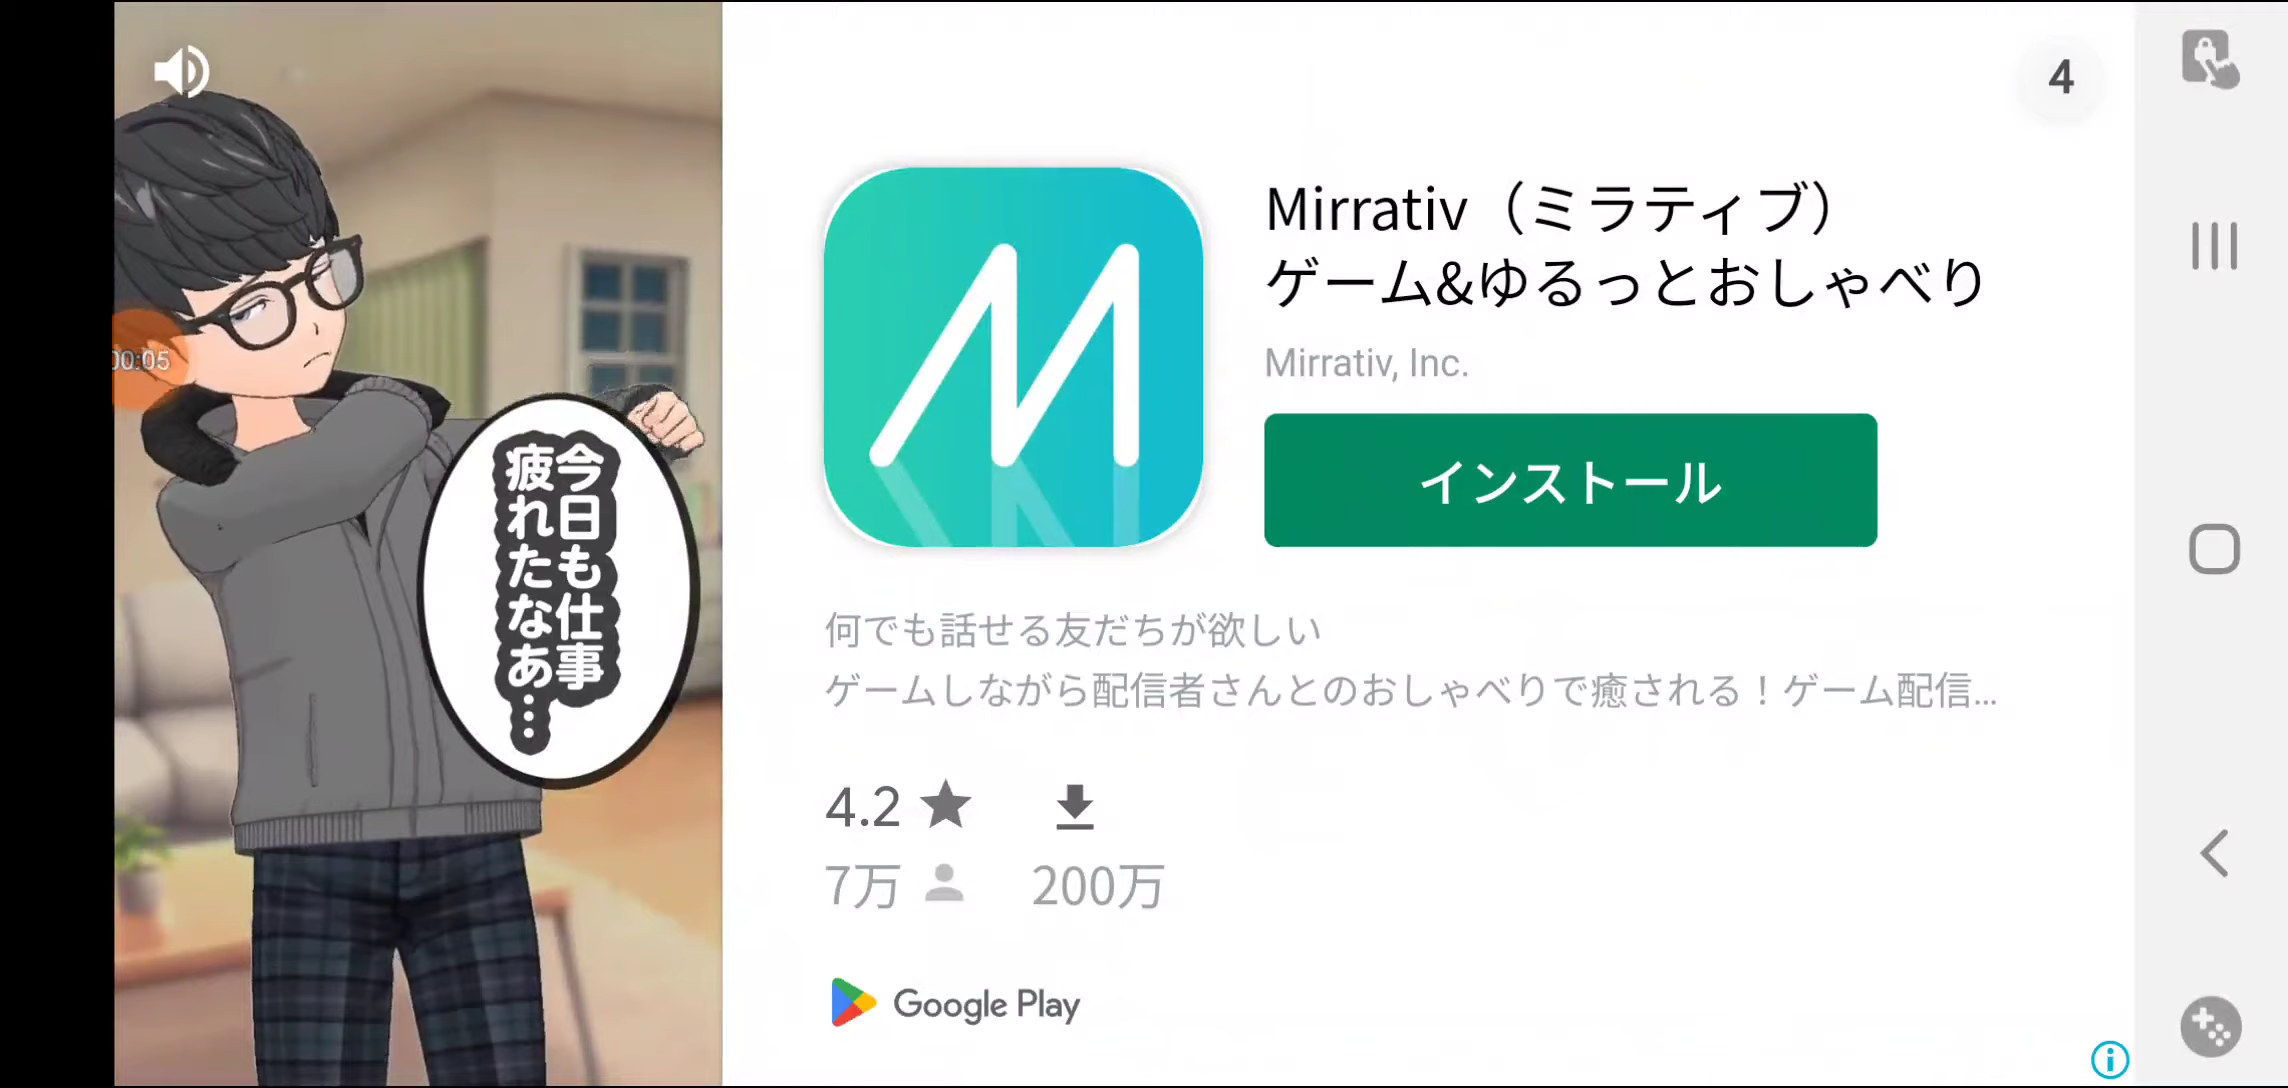 00:05
今日も仕事
疲れたなあ…
4
Mirrativ（ミラティブ）
ゲーム&ゆるっとおしゃべり
Mirrativ, Inc.
インストール
何でも話せる友だちが欲しい
ゲームしながら配信者さんとのおしゃべりで癒される！ゲーム配信...
4.2
7万
200万
Google Play